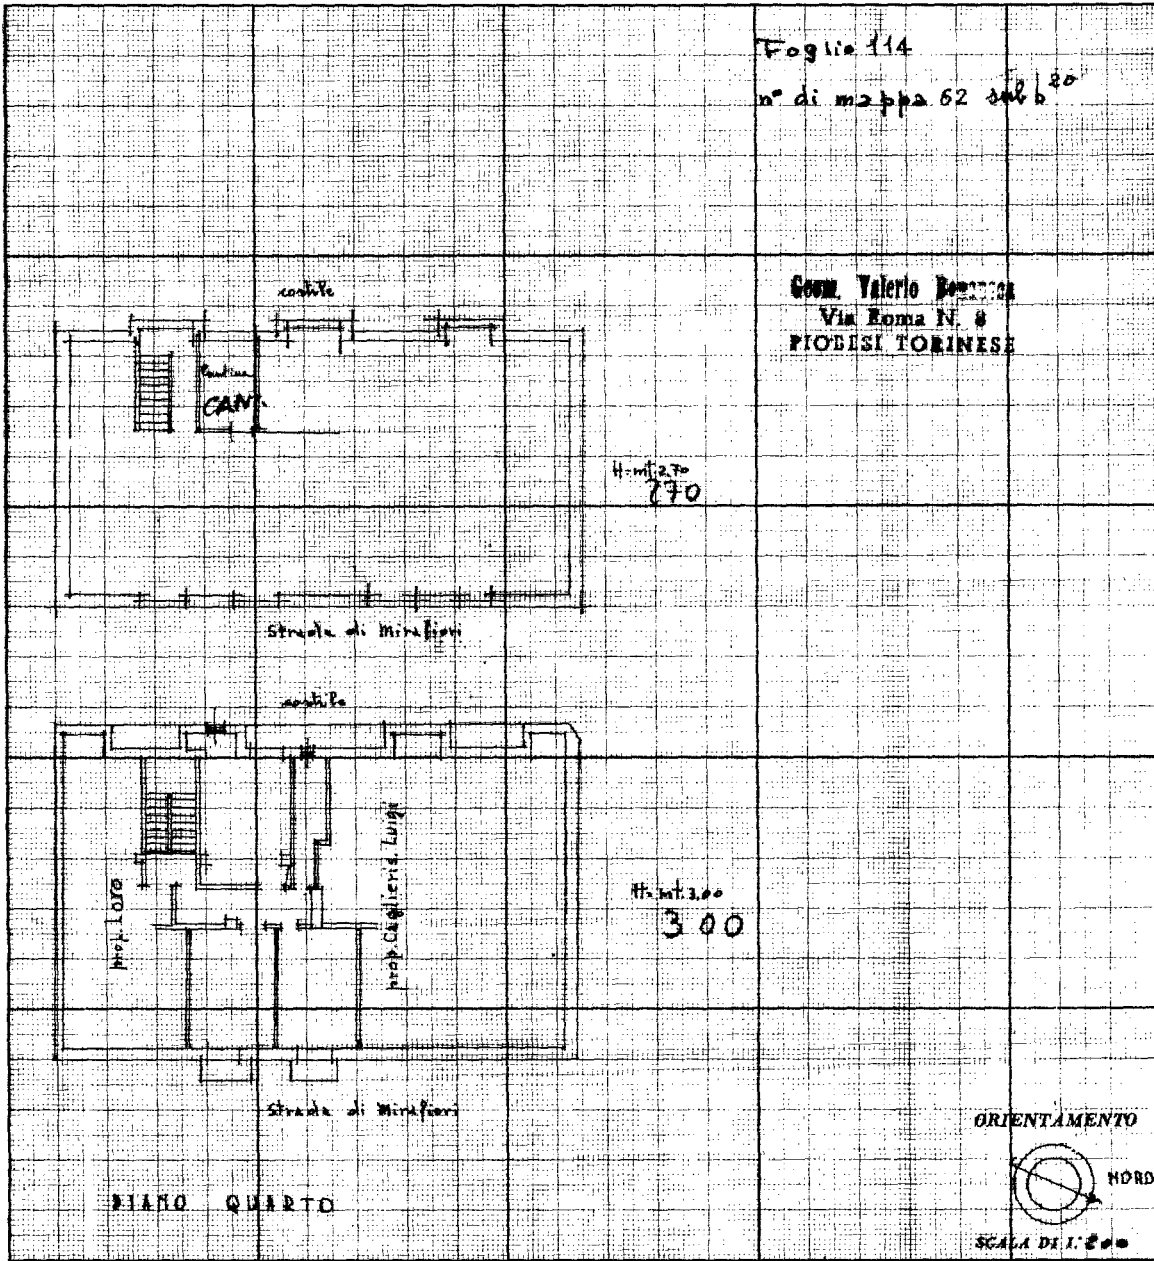 Foglio 114
n° di mappa 62 sub b 20
Geom. Valerio
Via Roma N. 8
PIOBESI TORINESE
cortile
Cantina
CANT.
H=mt.2.70
270
Strada di Mirafiori
cortile
prop. Loro
prop. Caglieris Luigi
H=mt.3.00
300
Strada di Mirafiori
PIANO QUARTO
ORIENTAMENTO
NORD
SCALA DI 1:200